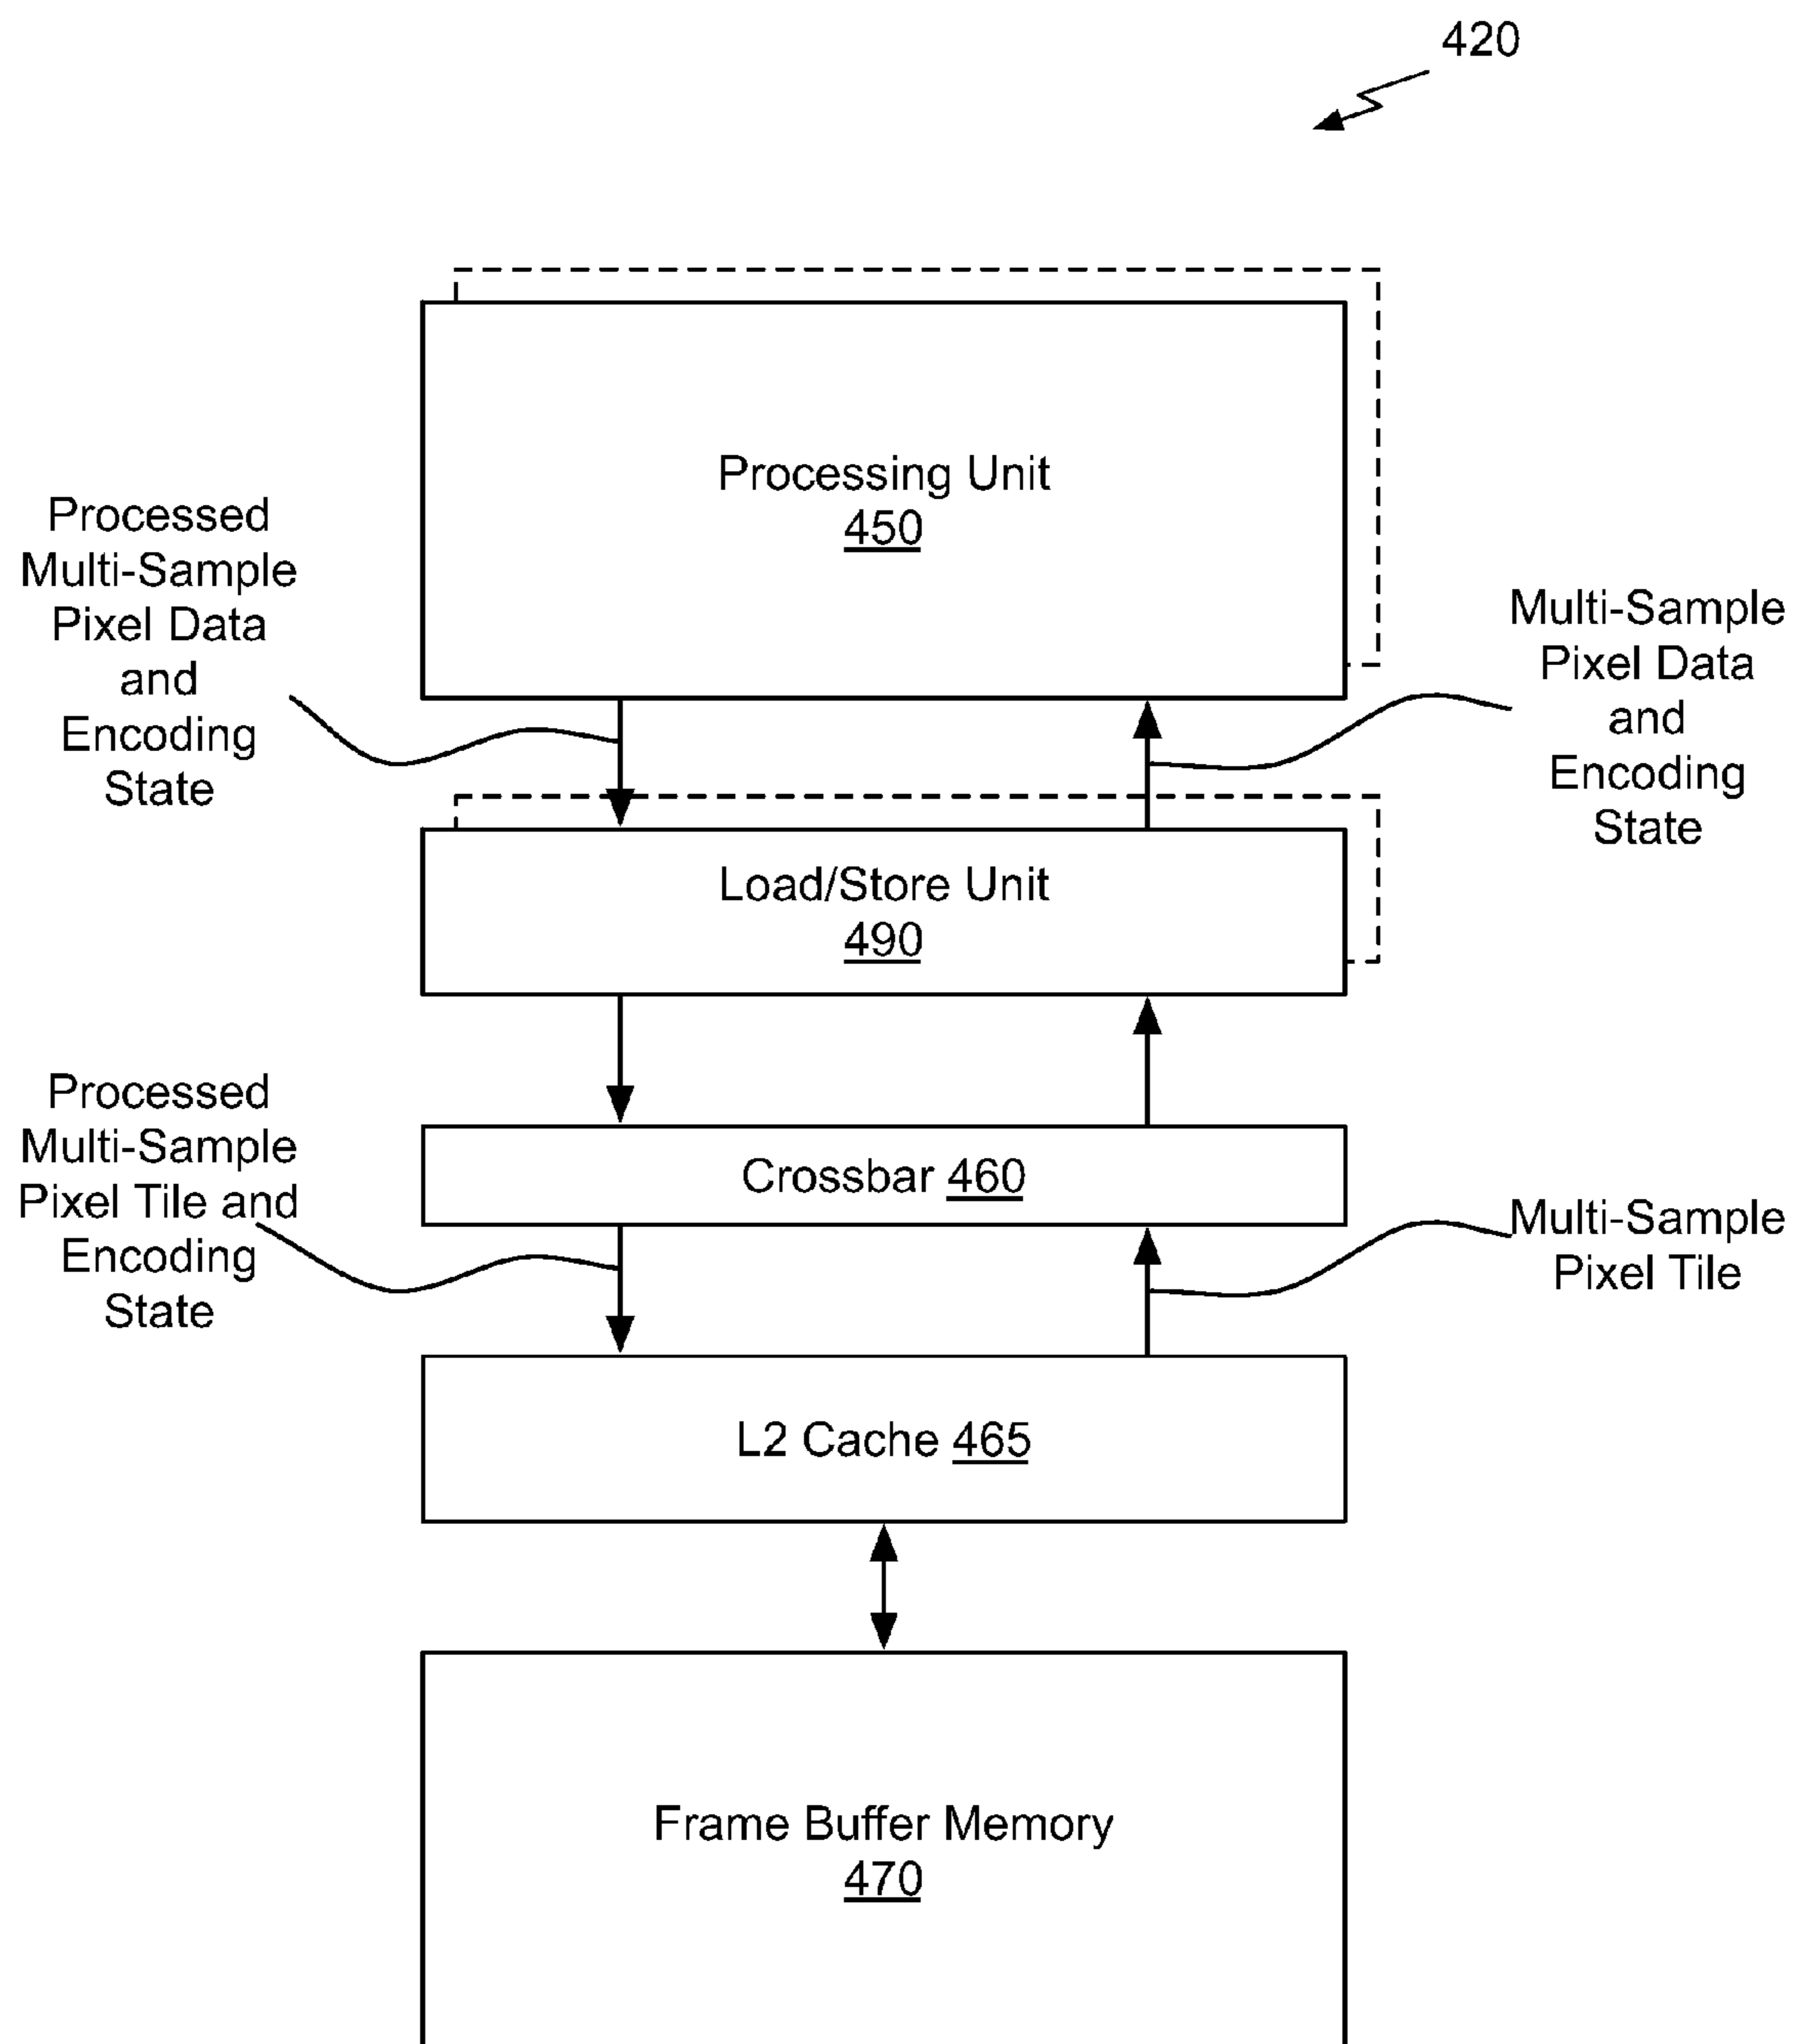 420
Processing Unit
450
Processed
Multi-Sample
Pixel Data
and
Encoding
State
Multi-Sample
Pixel Data
and
Encoding
State
Load/Store Unit
490
Processed
Multi-Sample
Pixel Tile and
Encoding
State
Crossbar 460
Multi-Sample
Pixel Tile
L2 Cache 465
Frame Buffer Memory
470